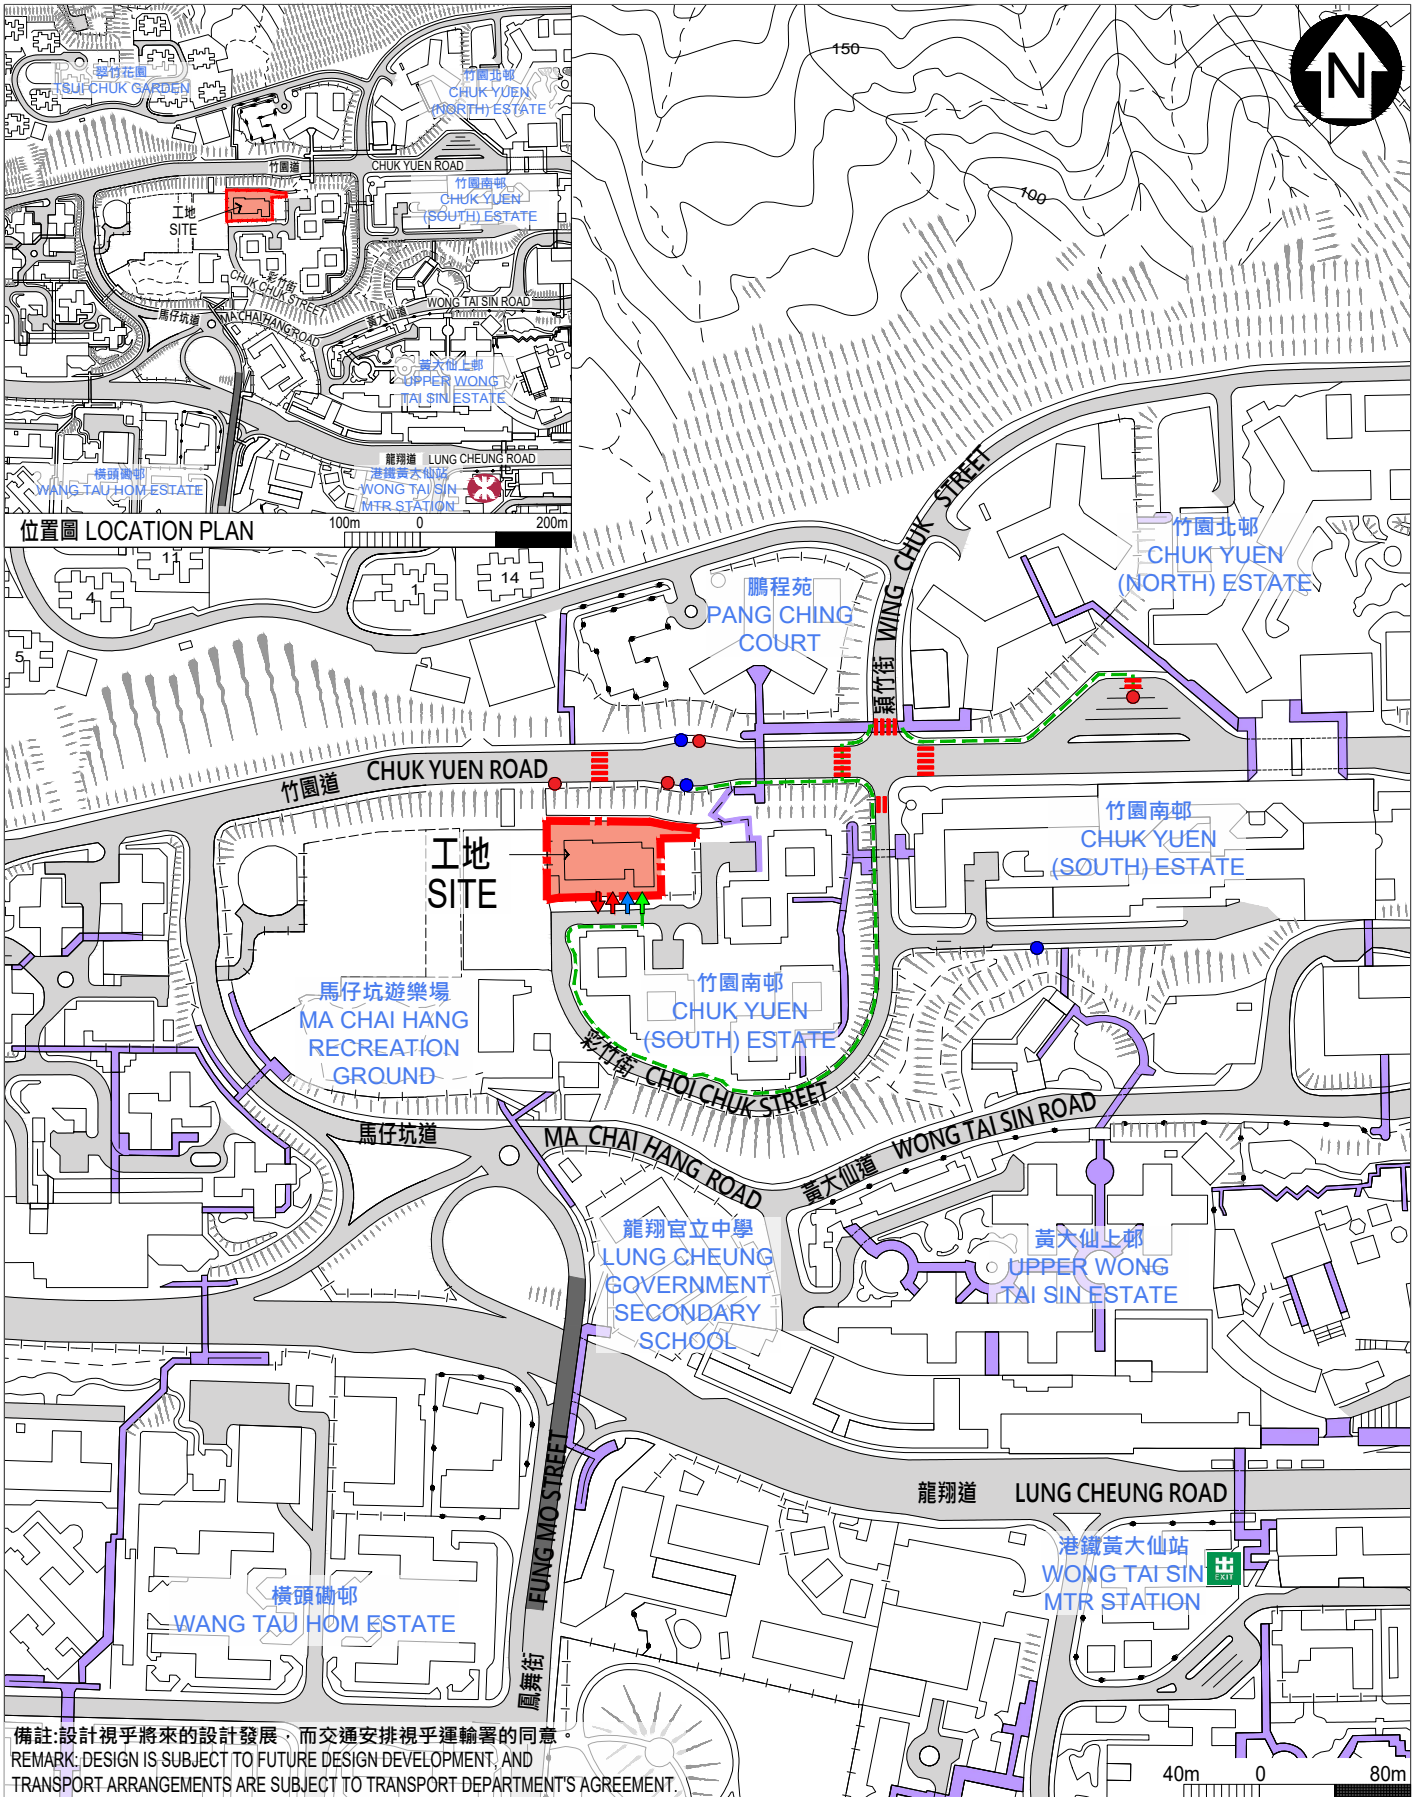 翠竹花園
TSUI CHUK GARDEN
竹園北邨
CHUK YUEN
(NORTH) ESTATE
竹園道
CHUK YUEN ROAD
竹園南邨
CHUK YUEN
(SOUTH) ESTATE
工地
SITE
彩竹街
CHUK CHUK STREET
馬仔坑道
MA CHAI HANG ROAD
黃大仙道
WONG TAI SIN ROAD
黃大仙上邨
UPPER WONG
TAI SIN ESTATE
龍翔道 LUNG CHEUNG ROAD
橫頭磡邨
WANG TAU HOM ESTATE
港鐵黃大仙站
WONG TAI SIN
MTR STATION
位置圖 LOCATION PLAN
100m 0 200m
N
150
100
11
4
1
14
5
穎竹街 WING CHUK STREET
竹園北邨
CHUK YUEN
(NORTH) ESTATE
鵬程苑
PANG CHING
COURT
竹園道 CHUK YUEN ROAD
工地
SITE
竹園南邨
CHUK YUEN
(SOUTH) ESTATE
馬仔坑遊樂場
MA CHAI HANG
RECREATION
GROUND
竹園南邨
CHUK YUEN
(SOUTH) ESTATE
彩竹街 CHOI CHUK STREET
馬仔坑道 MA CHAI HANG ROAD
黃大仙道 WONG TAI SIN ROAD
龍翔官立中學
LUNG CHEUNG
GOVERNMENT
SECONDARY
SCHOOL
黃大仙上邨
UPPER WONG
TAI SIN ESTATE
鳳舞街 FUNG MO STREET
龍翔道 LUNG CHEUNG ROAD
港鐵黃大仙站
WONG TAI SIN
MTR STATION
出
EXIT
橫頭磡邨
WANG TAU HOM ESTATE
備註:設計視乎將來的設計發展，而交通安排視乎運輸署的同意。
REMARK: DESIGN IS SUBJECT TO FUTURE DESIGN DEVELOPMENT, AND
TRANSPORT ARRANGEMENTS ARE SUBJECT TO TRANSPORT DEPARTMENT'S AGREEMENT.
40m 0 80m